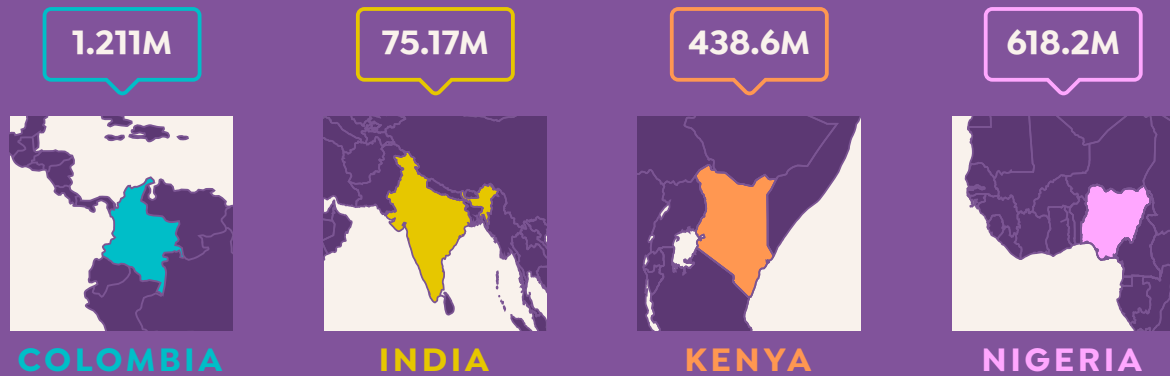 1.211M
75.17M
438.6M
618.2M
COLOMBIA
INDIA
KENYA
NIGERIA